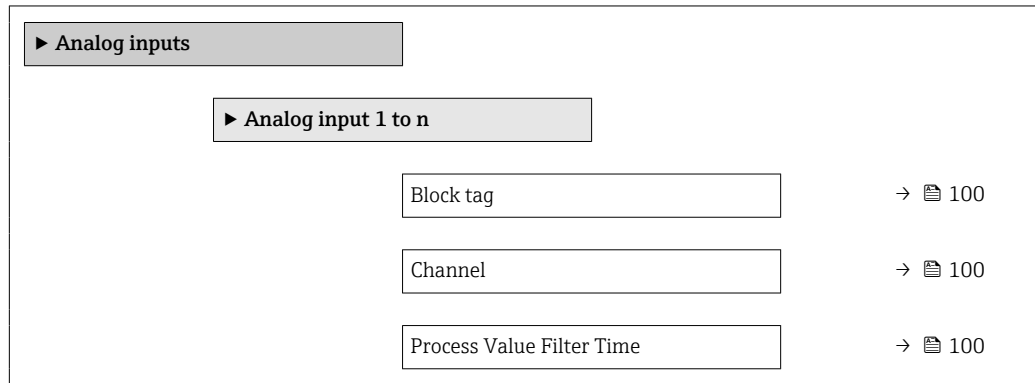 ▶ Analog inputs
▶ Analog input 1 to n
Block tag → 🖹 100
Channel → 🖹 100
Process Value Filter Time → 🖹 100